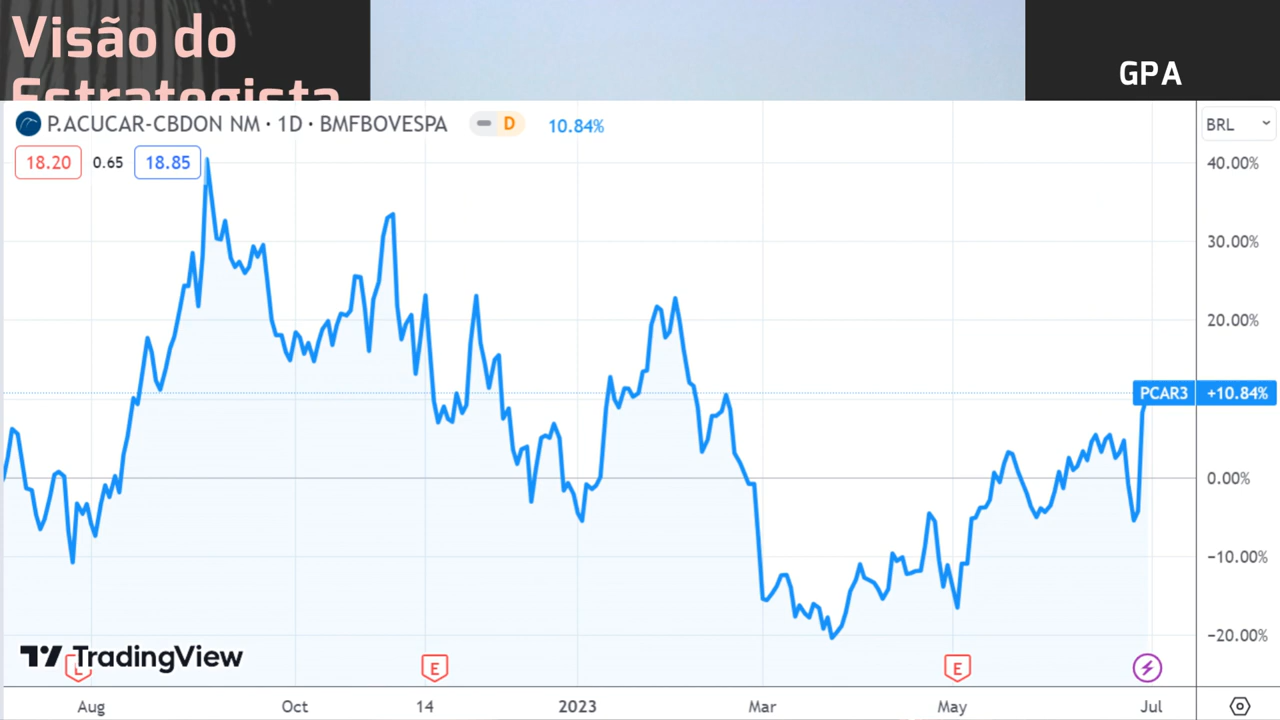 Visão do
Estrategista
GPA
P.ACUCAR-CBDON NM · 1D · BMFBOVESPA
D
10.84%
BRL
18.20
0.65
18.85
40.00%
30.00%
20.00%
PCAR3
+10.84%
0.00%
−10.00%
−20.00%
TradingView
E
E
Aug
Oct
14
2023
Mar
May
Jul